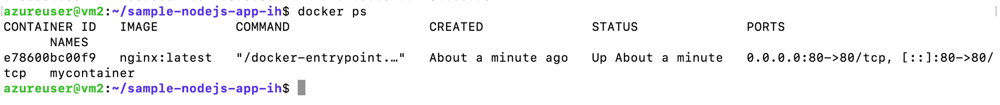 azureuser@vm2:~/sample-nodejs-app-ih$ docker ps
CONTAINER ID   IMAGE          COMMAND                  CREATED              STATUS              PORTS
      NAMES
e78600bc00f9   nginx:latest   "/docker-entrypoint.…"   About a minute ago   Up About a minute   0.0.0.0:80->80/tcp, [::]:80->80/
tcp   mycontainer
azureuser@vm2:~/sample-nodejs-app-ih$